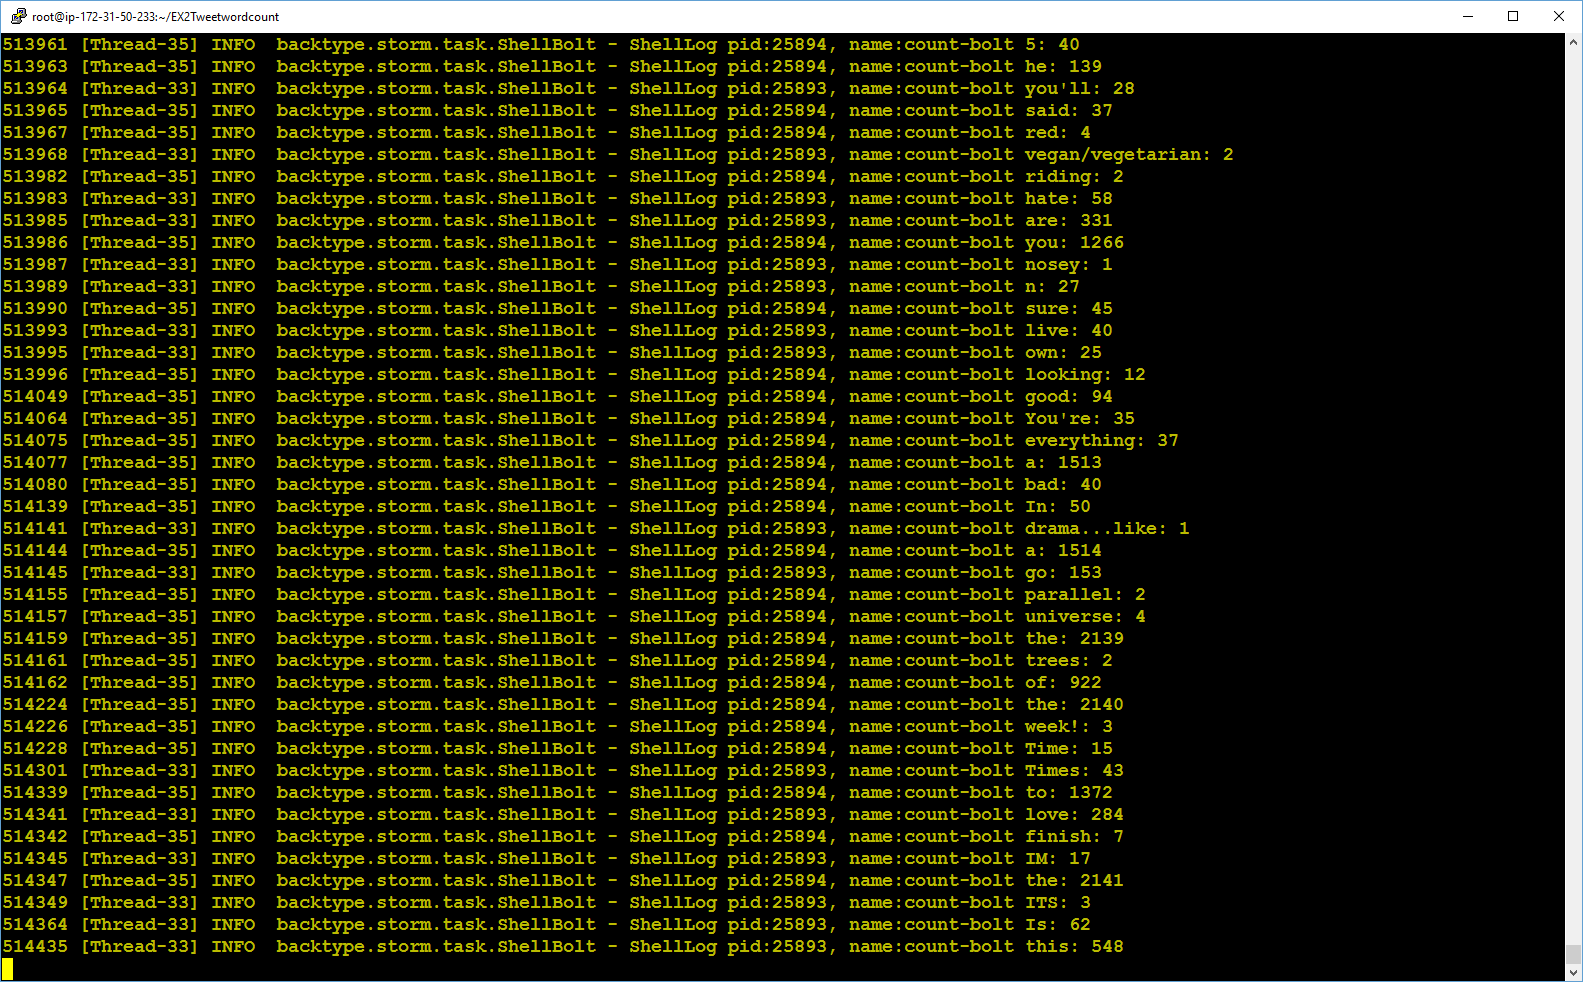 root@ip-172-31-50-233:~/EX2Tweetwordcount
513961 [Thread-35] INFO  backtype.storm.task.ShellBolt - ShellLog pid:25894, name:count-bolt 5: 40
513963 [Thread-35] INFO  backtype.storm.task.ShellBolt - ShellLog pid:25894, name:count-bolt he: 139
513964 [Thread-33] INFO  backtype.storm.task.ShellBolt - ShellLog pid:25893, name:count-bolt you'll: 28
513965 [Thread-35] INFO  backtype.storm.task.ShellBolt - ShellLog pid:25894, name:count-bolt said: 37
513967 [Thread-35] INFO  backtype.storm.task.ShellBolt - ShellLog pid:25894, name:count-bolt red: 4
513968 [Thread-33] INFO  backtype.storm.task.ShellBolt - ShellLog pid:25893, name:count-bolt vegan/vegetarian: 2
513982 [Thread-35] INFO  backtype.storm.task.ShellBolt - ShellLog pid:25894, name:count-bolt riding: 2
513983 [Thread-33] INFO  backtype.storm.task.ShellBolt - ShellLog pid:25893, name:count-bolt hate: 58
513985 [Thread-33] INFO  backtype.storm.task.ShellBolt - ShellLog pid:25893, name:count-bolt are: 331
513986 [Thread-35] INFO  backtype.storm.task.ShellBolt - ShellLog pid:25894, name:count-bolt you: 1266
513987 [Thread-33] INFO  backtype.storm.task.ShellBolt - ShellLog pid:25893, name:count-bolt nosey: 1
513989 [Thread-33] INFO  backtype.storm.task.ShellBolt - ShellLog pid:25893, name:count-bolt n: 27
513990 [Thread-35] INFO  backtype.storm.task.ShellBolt - ShellLog pid:25894, name:count-bolt sure: 45
513993 [Thread-33] INFO  backtype.storm.task.ShellBolt - ShellLog pid:25893, name:count-bolt live: 40
513995 [Thread-33] INFO  backtype.storm.task.ShellBolt - ShellLog pid:25893, name:count-bolt own: 25
513996 [Thread-35] INFO  backtype.storm.task.ShellBolt - ShellLog pid:25894, name:count-bolt looking: 12
514049 [Thread-35] INFO  backtype.storm.task.ShellBolt - ShellLog pid:25894, name:count-bolt good: 94
514064 [Thread-35] INFO  backtype.storm.task.ShellBolt - ShellLog pid:25894, name:count-bolt You're: 35
514075 [Thread-35] INFO  backtype.storm.task.ShellBolt - ShellLog pid:25894, name:count-bolt everything: 37
514077 [Thread-35] INFO  backtype.storm.task.ShellBolt - ShellLog pid:25894, name:count-bolt a: 1513
514080 [Thread-35] INFO  backtype.storm.task.ShellBolt - ShellLog pid:25894, name:count-bolt bad: 40
514139 [Thread-35] INFO  backtype.storm.task.ShellBolt - ShellLog pid:25894, name:count-bolt In: 50
514141 [Thread-33] INFO  backtype.storm.task.ShellBolt - ShellLog pid:25893, name:count-bolt drama...like: 1
514144 [Thread-35] INFO  backtype.storm.task.ShellBolt - ShellLog pid:25894, name:count-bolt a: 1514
514145 [Thread-33] INFO  backtype.storm.task.ShellBolt - ShellLog pid:25893, name:count-bolt go: 153
514155 [Thread-35] INFO  backtype.storm.task.ShellBolt - ShellLog pid:25894, name:count-bolt parallel: 2
514157 [Thread-35] INFO  backtype.storm.task.ShellBolt - ShellLog pid:25894, name:count-bolt universe: 4
514159 [Thread-35] INFO  backtype.storm.task.ShellBolt - ShellLog pid:25894, name:count-bolt the: 2139
514161 [Thread-35] INFO  backtype.storm.task.ShellBolt - ShellLog pid:25894, name:count-bolt trees: 2
514162 [Thread-35] INFO  backtype.storm.task.ShellBolt - ShellLog pid:25894, name:count-bolt of: 922
514224 [Thread-35] INFO  backtype.storm.task.ShellBolt - ShellLog pid:25894, name:count-bolt the: 2140
514226 [Thread-35] INFO  backtype.storm.task.ShellBolt - ShellLog pid:25894, name:count-bolt week!: 3
514228 [Thread-35] INFO  backtype.storm.task.ShellBolt - ShellLog pid:25894, name:count-bolt Time: 15
514301 [Thread-33] INFO  backtype.storm.task.ShellBolt - ShellLog pid:25893, name:count-bolt Times: 43
514339 [Thread-35] INFO  backtype.storm.task.ShellBolt - ShellLog pid:25894, name:count-bolt to: 1372
514341 [Thread-33] INFO  backtype.storm.task.ShellBolt - ShellLog pid:25893, name:count-bolt love: 284
514342 [Thread-35] INFO  backtype.storm.task.ShellBolt - ShellLog pid:25894, name:count-bolt finish: 7
514345 [Thread-33] INFO  backtype.storm.task.ShellBolt - ShellLog pid:25893, name:count-bolt IM: 17
514347 [Thread-35] INFO  backtype.storm.task.ShellBolt - ShellLog pid:25894, name:count-bolt the: 2141
514349 [Thread-33] INFO  backtype.storm.task.ShellBolt - ShellLog pid:25893, name:count-bolt ITS: 3
514364 [Thread-33] INFO  backtype.storm.task.ShellBolt - ShellLog pid:25893, name:count-bolt Is: 62
514435 [Thread-33] INFO  backtype.storm.task.ShellBolt - ShellLog pid:25893, name:count-bolt this: 548